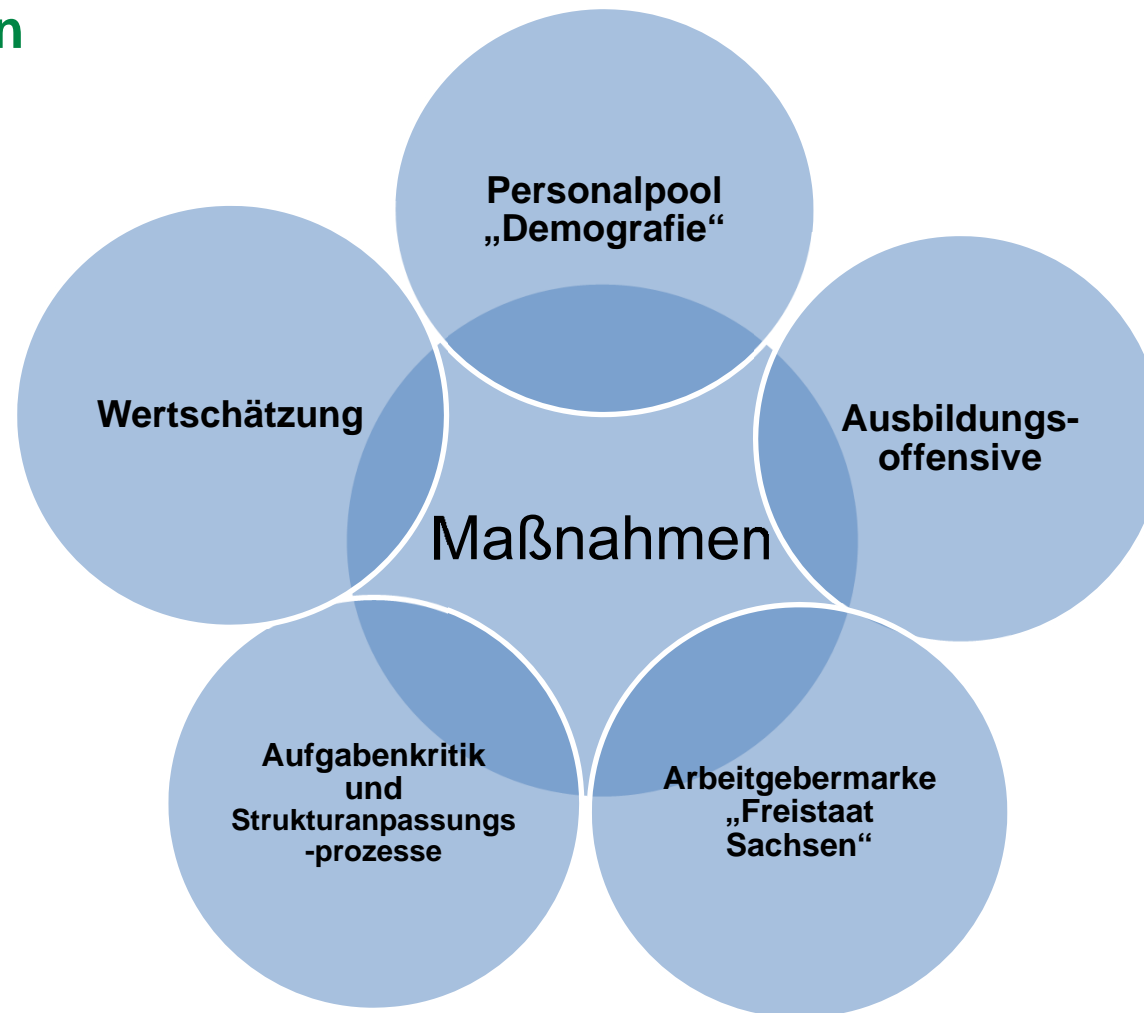 n
Personalpool
„Demografie“
Wertschätzung
Ausbildungs-
offensive
Maßnahmen
Aufgabenkritik
und
Strukturanpassungs
-prozesse
Arbeitgebermarke
„Freistaat
Sachsen“